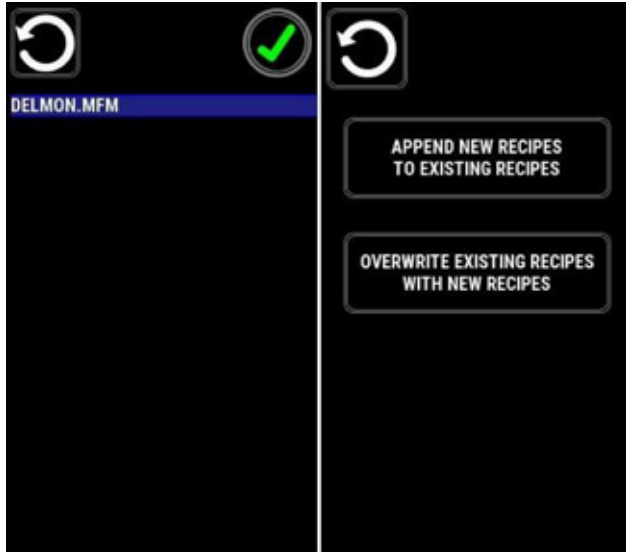 DELMON.MFM
APPEND NEW RECIPES
TO EXISTING RECIPES
OVERWRITE EXISTING RECIPES
WITH NEW RECIPES